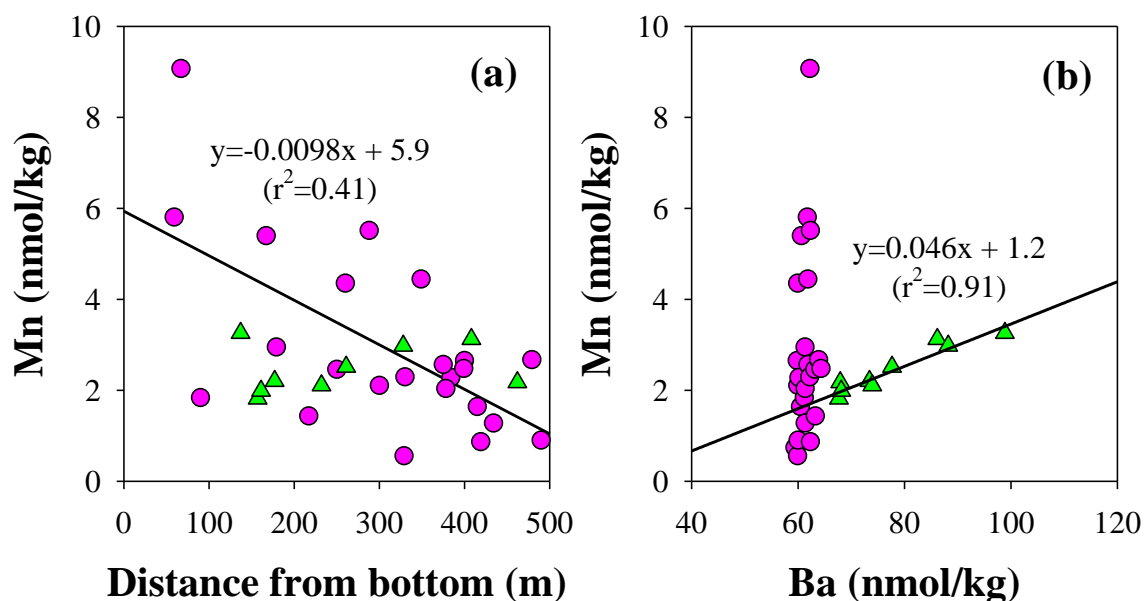 10
8
6
4
2
0
Mn (nmol/kg)
(a)
y=-0.0098x + 5.9
(r²=0.41)
0 100 200 300 400 500
Distance from bottom (m)
10
8
6
4
2
0
Mn (nmol/kg)
(b)
y=0.046x + 1.2
(r²=0.91)
40 60 80 100 120
Ba (nmol/kg)